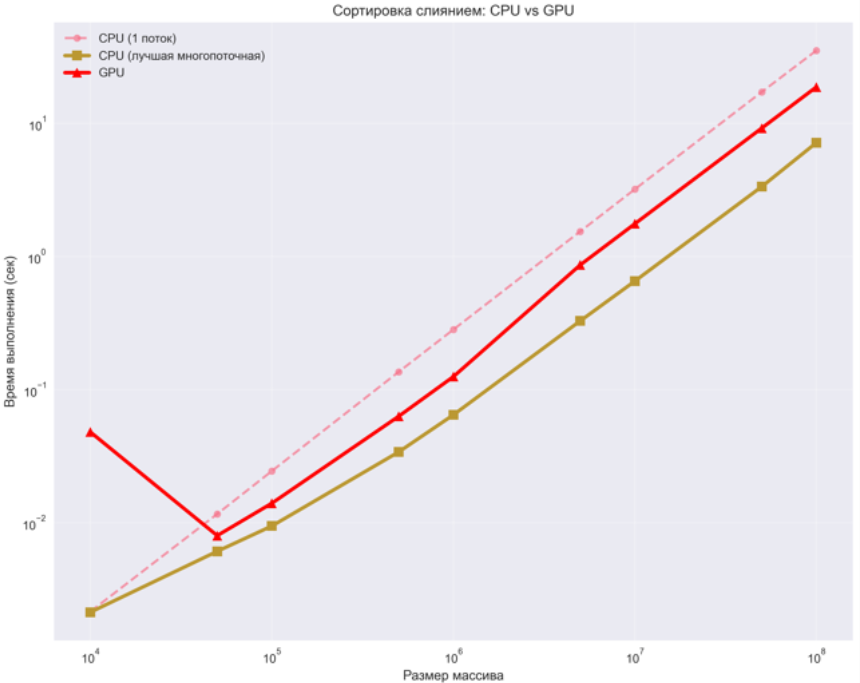 Сортировка слиянием: CPU vs GPU
CPU (1 поток)
CPU (лучшая многопоточная)
GPU
Время выполнения (сек)
10¹
10⁰
10⁻¹
10⁻²
10⁴ 10⁵ 10⁶ 10⁷ 10⁸
Размер массива